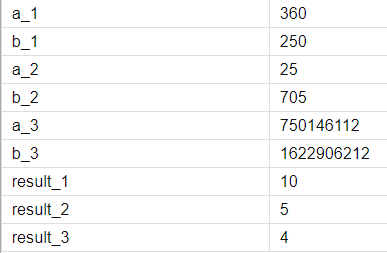 a_1 360
b_1 250
a_2 25
b_2 705
a_3 750146112
b_3 1622906212
result_1 10
result_2 5
result_3 4